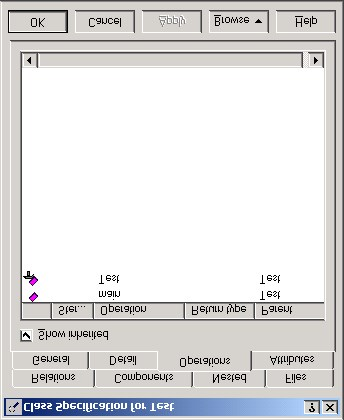 Class Specification for Test
Relations Components Nested Files
General Detail Operations Attributes
Show inherited
Ster... Operation Return type Parent
main Test
Test Test
OK Cancel Apply Browse Help